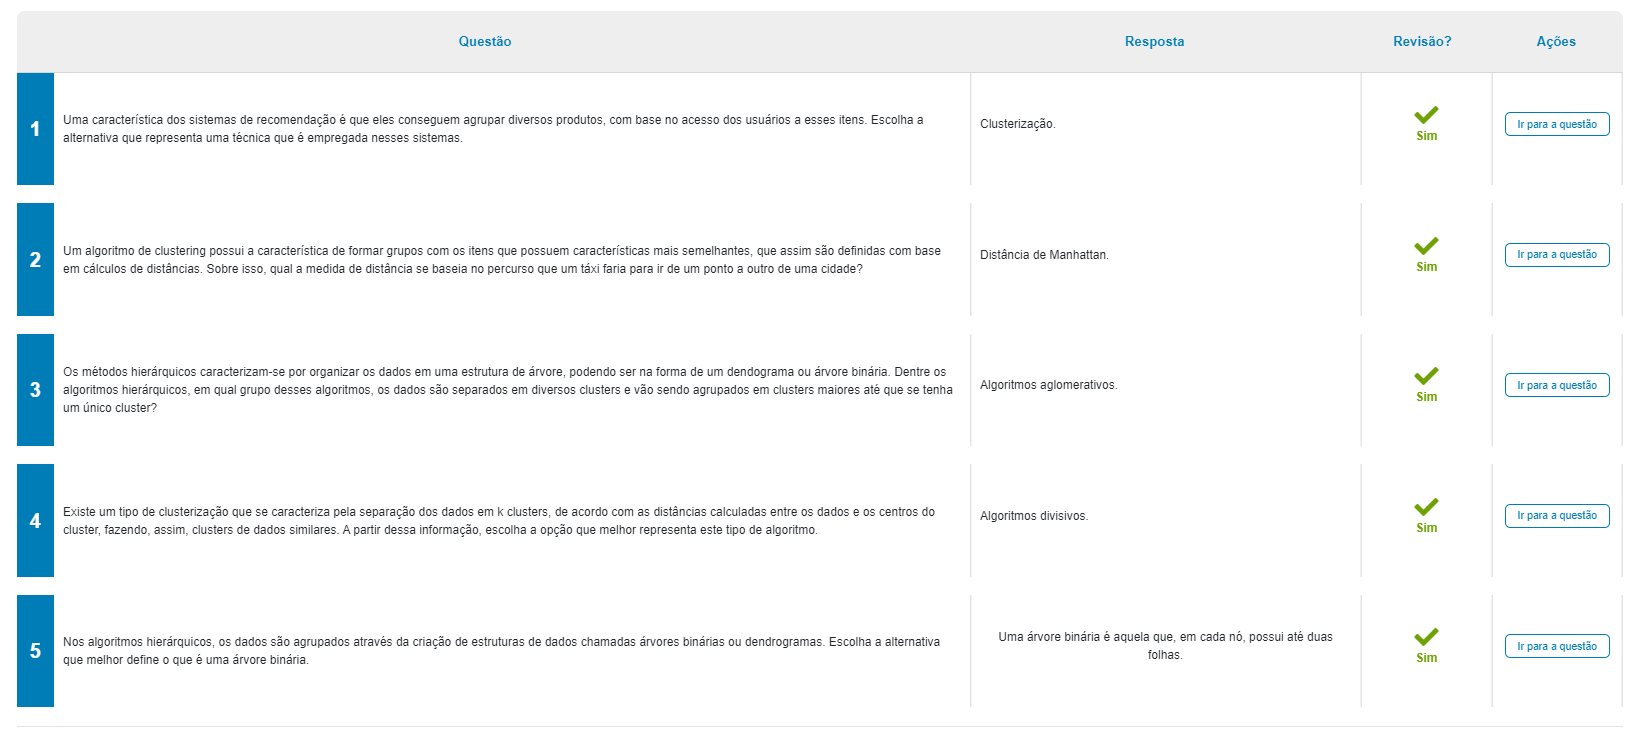 Questão Resposta Revisão? Ações
1
Uma característica dos sistemas de recomendação é que eles conseguem agrupar diversos produtos, com base no acesso dos usuários a esses itens. Escolha a
alternativa que representa uma técnica que é empregada nesses sistemas.
Clusterização.
Sim
Ir para a questão
2
Um algoritmo de clustering possui a característica de formar grupos com os itens que possuem características mais semelhantes, que assim são definidas com base
em cálculos de distâncias. Sobre isso, qual a medida de distância se baseia no percurso que um táxi faria para ir de um ponto a outro de uma cidade?
Distância de Manhattan.
Sim
Ir para a questão
3
Os métodos hierárquicos caracterizam-se por organizar os dados em uma estrutura de árvore, podendo ser na forma de um dendograma ou árvore binária. Dentre os
algoritmos hierárquicos, em qual grupo desses algoritmos, os dados são separados em diversos clusters e vão sendo agrupados em clusters maiores até que se tenha
um único cluster?
Algoritmos aglomerativos.
Sim
Ir para a questão
4
Existe um tipo de clusterização que se caracteriza pela separação dos dados em k clusters, de acordo com as distâncias calculadas entre os dados e os centros do
cluster, fazendo, assim, clusters de dados similares. A partir dessa informação, escolha a opção que melhor representa este tipo de algoritmo.
Algoritmos divisivos.
Sim
Ir para a questão
5
Nos algoritmos hierárquicos, os dados são agrupados através da criação de estruturas de dados chamadas árvores binárias ou dendrogramas. Escolha a alternativa
que melhor define o que é uma árvore binária.
Uma árvore binária é aquela que, em cada nó, possui até duas
folhas.
Sim
Ir para a questão